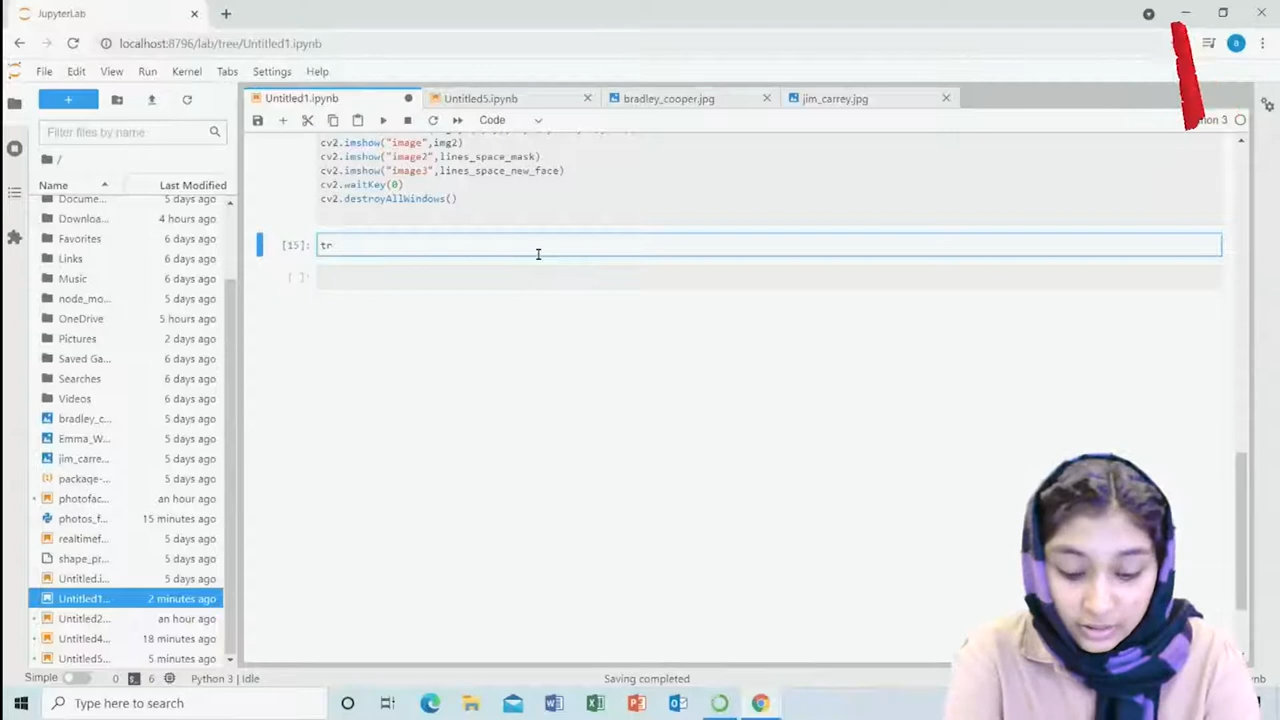 JupyterLab
localhost:8796/lab/tree/Untitled1.ipynb
a
File Edit View Run Kernel Tabs Settings Help
Untitled1.ipynb Untitled5.ipynb bradley_cooper.jpg jim_carrey.jpg
Code
3
Filter files by name
/
Name Last Modified
Docume... 5 days ago
Downloa... 4 hours ago
Favorites 6 days ago
Links 6 days ago
Music 6 days ago
node_mo... 5 days ago
OneDrive 5 hours ago
Pictures 2 days ago
Saved Ga... 6 days ago
Searches 6 days ago
Videos 6 days ago
bradley_c... 5 days ago
Emma_W... 5 days ago
jim_carre... 5 days ago
package-... 5 days ago
photofac... an hour ago
photos_f... 15 minutes ago
realtimef... 5 days ago
shape_pr... 5 days ago
Untitled.i... 5 days ago
Untitled1... 2 minutes ago
Untitled2... an hour ago
Untitled4... 18 minutes ago
Untitled5... 5 minutes ago
cv2.imshow("image",img2)
cv2.imshow("image2",lines_space_mask)
cv2.imshow("image3",lines_space_new_face)
cv2.waitKey(0)
cv2.destroyAllWindows()
[15]: tr
[ ]:
Simple 0 6 Python 3 | Idle Saving completed
Type here to search